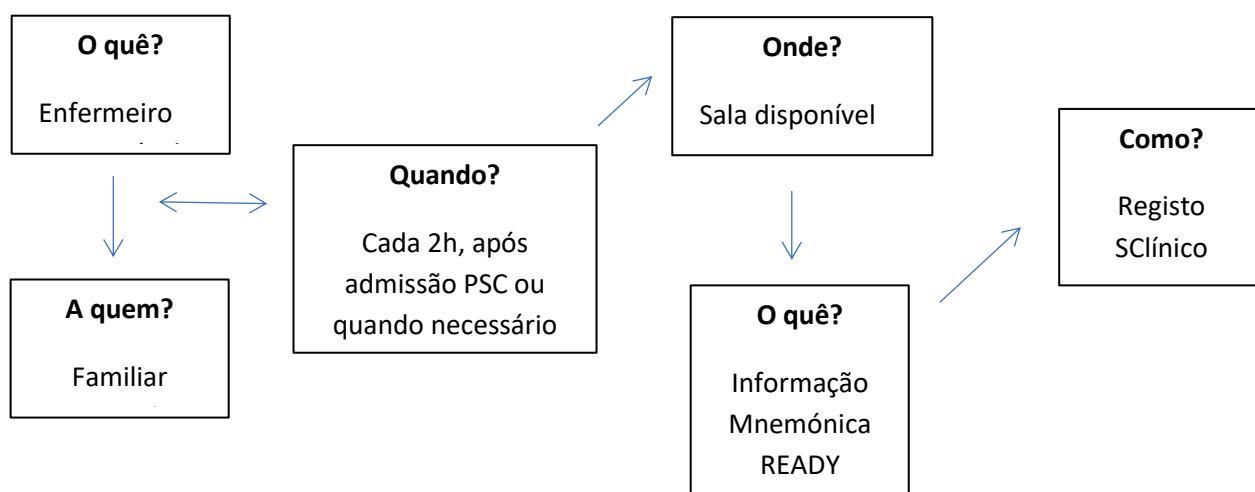 O quê?
Enfermeiro
A quem?
Familiar
Quando?
Cada 2h, após
admissão PSC ou
quando necessário
Onde?
Sala disponível
O quê?
Informação
Mnemónica
READY
Como?
Registo
SClínico